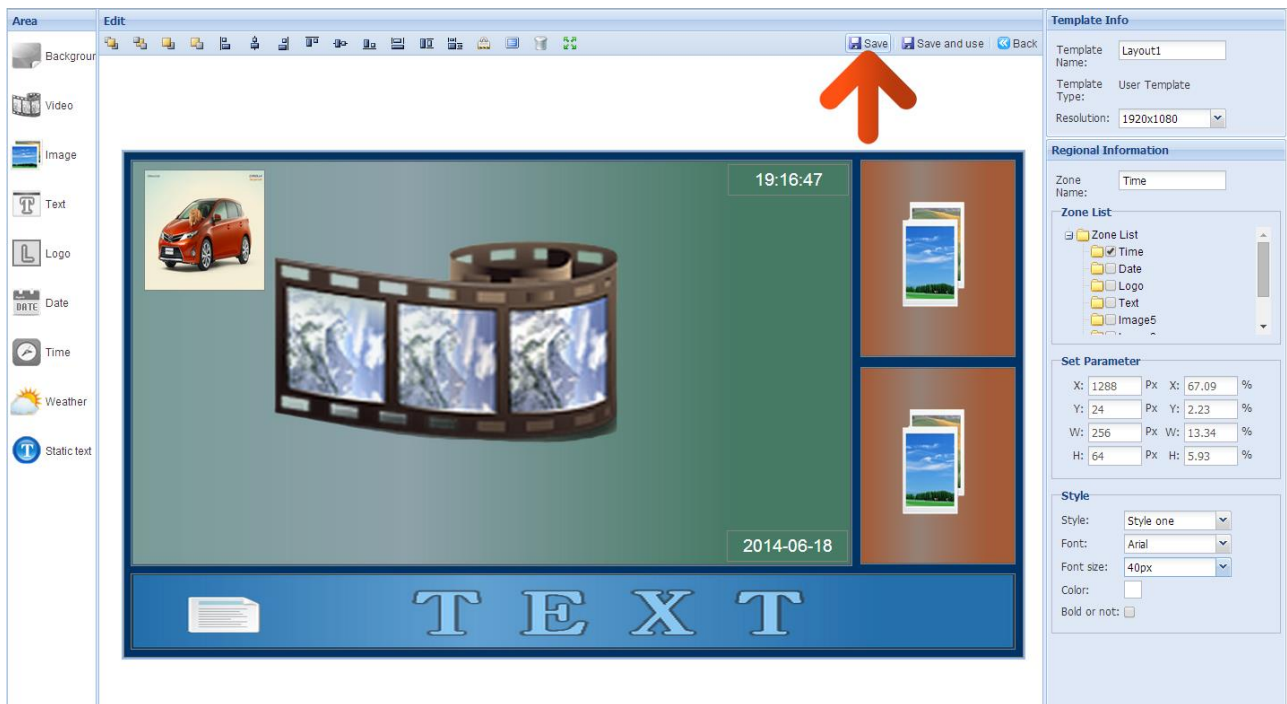 Area
Backgrour
Video
Image
Text
Logo
DATE Date
Time
Weather
Static text
Edit
Save
Save and use
Back
19:16:47
2014-06-18
TEXT
Template Info
Template Name: Layout1
Template Type: User Template
Resolution: 1920x1080
Regional Information
Zone Name: Time
Zone List
Zone List
Time
Date
Logo
Text
Image5
Set Parameter
X: 1288 Px X: 67.09 %
Y: 24 Px Y: 2.23 %
W: 256 Px W: 13.34 %
H: 64 Px H: 5.93 %
Style
Style: Style one
Font: Arial
Font size: 40px
Color:
Bold or not: